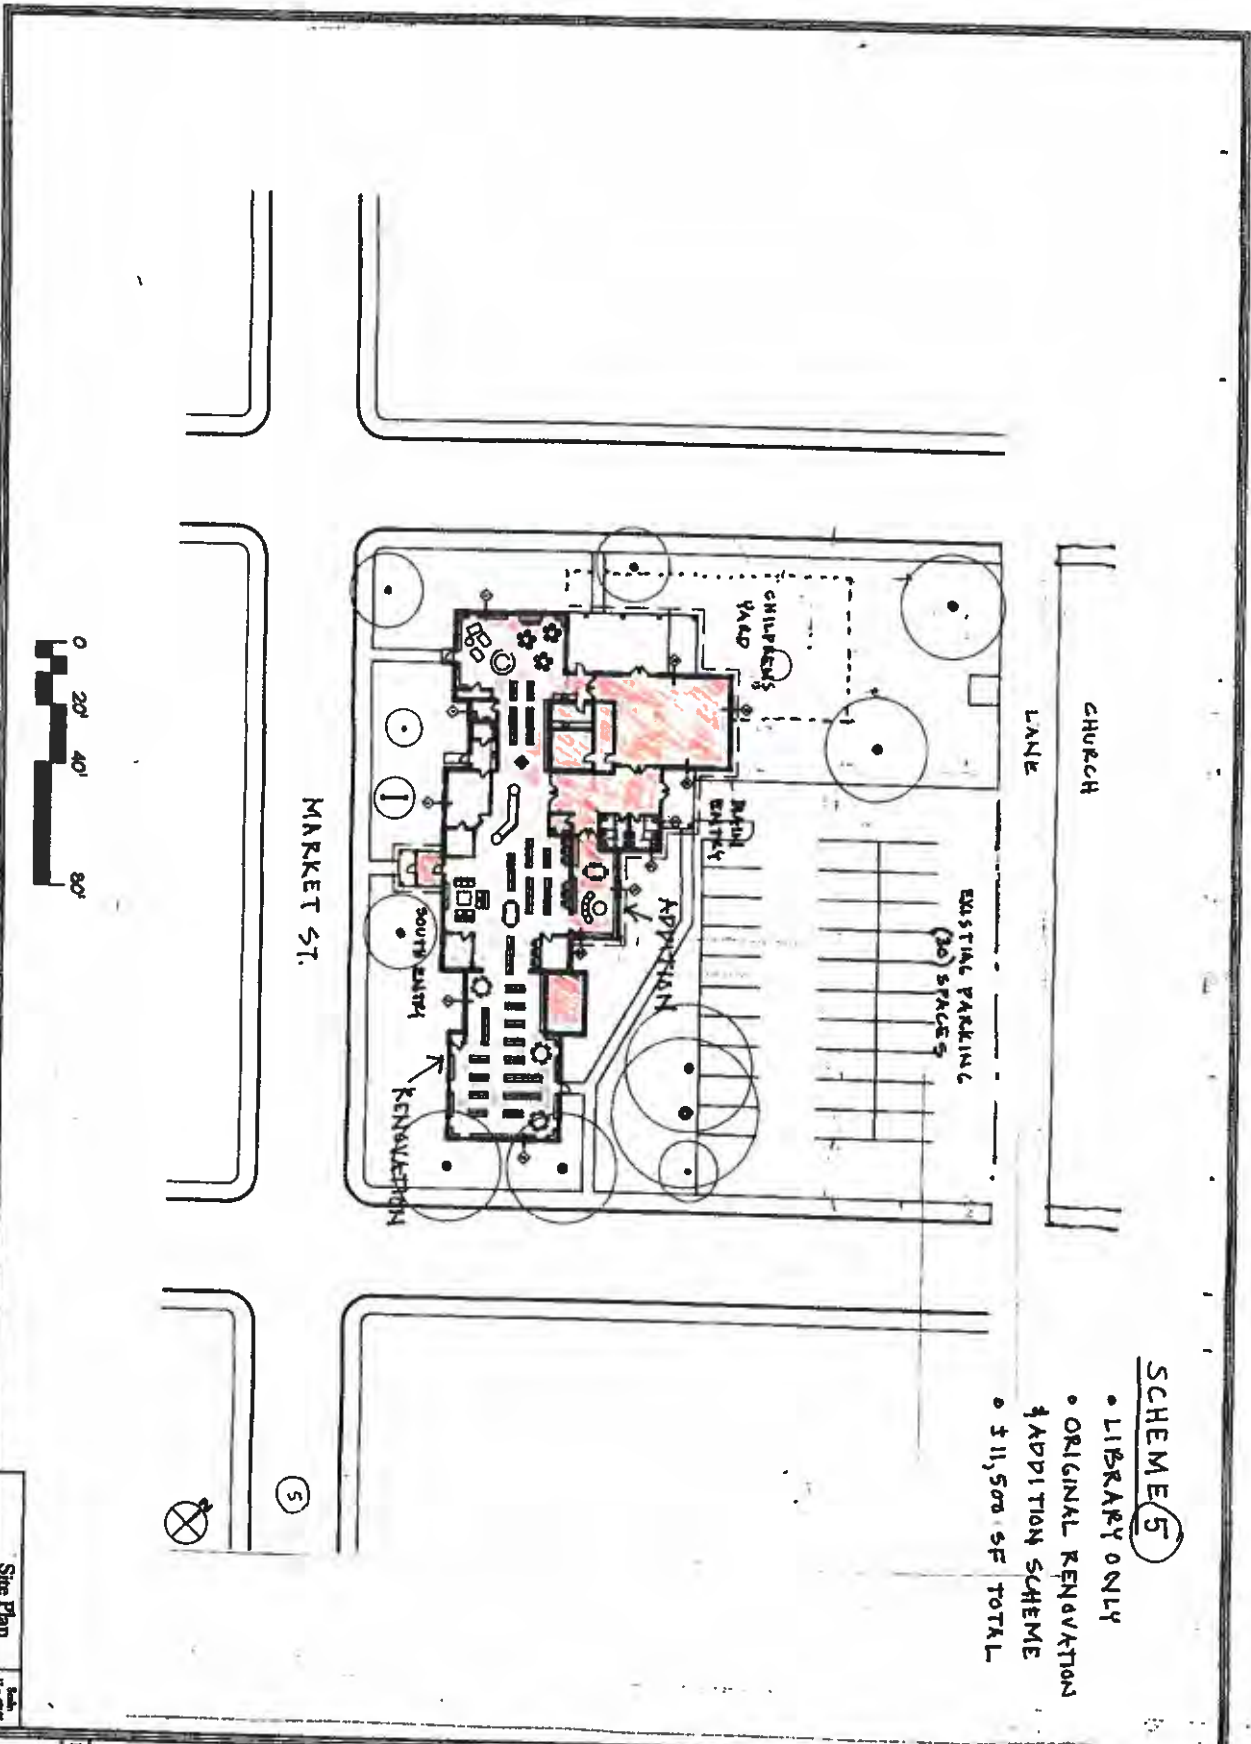 SCHEME 5
• LIBRARY ONLY
• ORIGINAL RENOVATION
& ADDITION SCHEME
• ± 11,500 SF TOTAL
CHURCH
LANE
CHILDREN'S
YARD
EXISTING PARKING
(30) SPACES
MAIN
ENTRY
ADDITION
SOUTH ENTRY
RENOVATION
MARKET ST.
0 20' 40' 80'
5
N
Site Plan
Scale